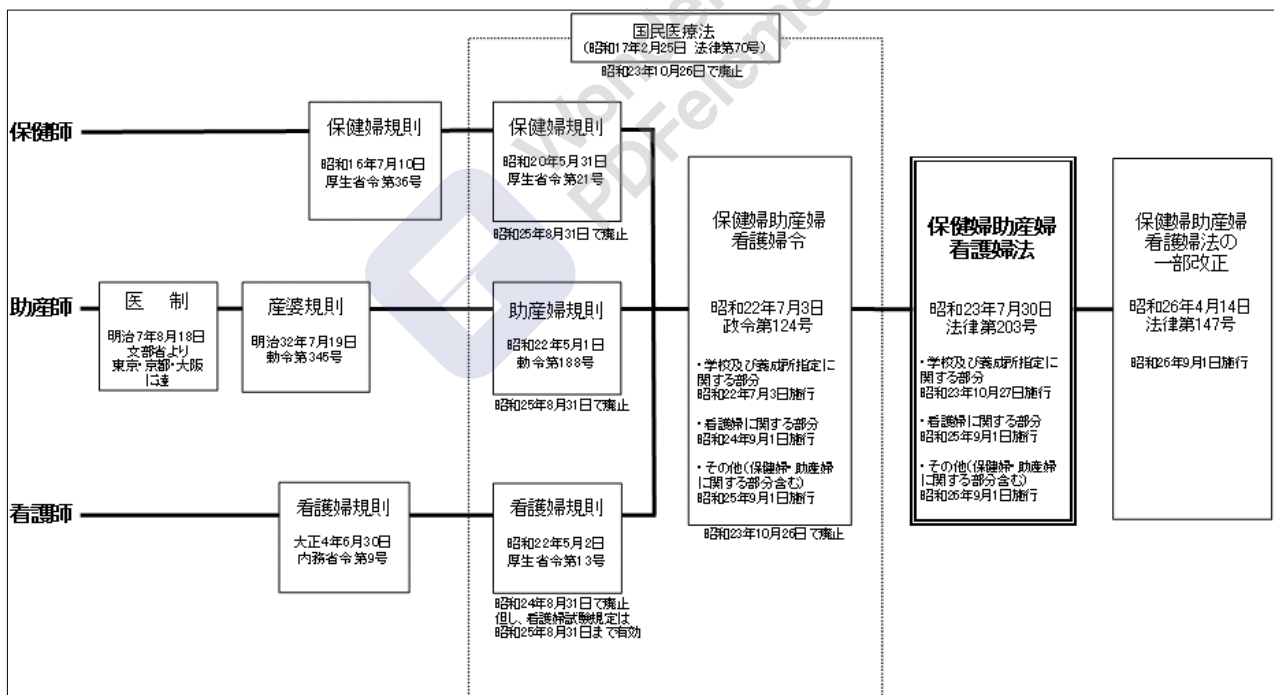 国民医療法
(昭和17年2月25日 法律第70号)
昭和23年10月26日で廃止
保健師
保健婦規則
昭和16年7月10日
厚生省令第36号
保健婦規則
昭和20年5月31日
厚生省令第21号
昭和25年8月31日で廃止
助産師
医 制
明治7年8月18日
文部省より
東京・京都・大阪
に達
産婆規則
明治32年7月19日
勅令第345号
助産婦規則
昭和22年5月1日
勅令第188号
昭和25年8月31日で廃止
看護師
看護婦規則
大正4年6月30日
内務省令第9号
看護婦規則
昭和22年5月2日
厚生省令第13号
昭和24年8月31日で廃止
但し、看護婦試験規定は
昭和25年8月31日まで有効
保健婦助産婦
看護婦令
昭和22年7月3日
政令第124号
・学校及び養成所指定に
関する部分
昭和22年7月3日施行
・看護婦に関する部分
昭和24年9月1日施行
・その他(保健婦・助産婦
に関する部分含む)
昭和25年9月1日施行
昭和23年10月26日で廃止
保健婦助産婦
看護婦法
昭和23年7月30日
法律第203号
・学校及び養成所指定に
関する部分
昭和23年10月27日施行
・看護婦に関する部分
昭和25年9月1日施行
・その他(保健婦・助産婦
に関する部分含む)
昭和26年9月1日施行
保健婦助産婦
看護婦法の
一部改正
昭和26年4月14日
法律第147号
昭和26年9月1日施行
PDFelem